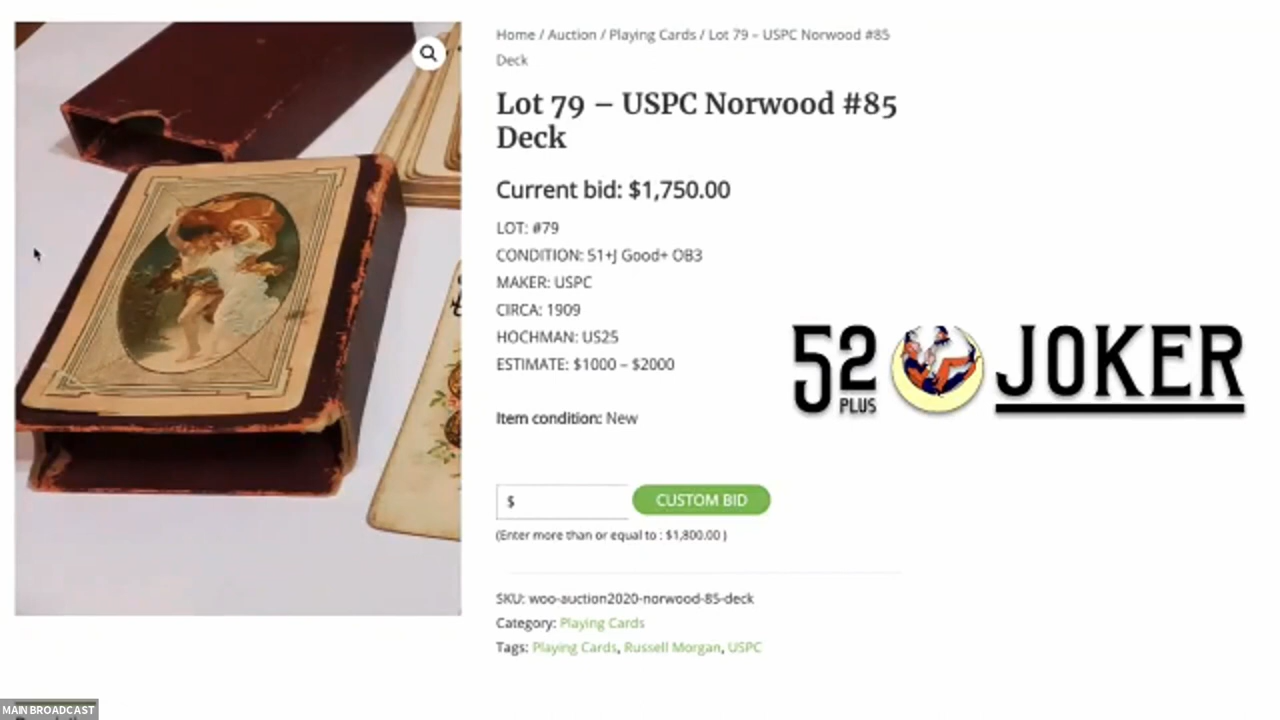 Home / Auction / Playing Cards / Lot 79 – USPC Norwood #85
Deck
Lot 79 – USPC Norwood #85
Deck
Current bid: $1,750.00
LOT: #79
CONDITION: 51+J Good+ OB3
MAKER: USPC
CIRCA: 1909
HOCHMAN: US25
ESTIMATE: $1000 – $2000
52 PLUS JOKER
Item condition: New
$
CUSTOM BID
(Enter more than or equal to : $1,800.00 )
SKU: woo-auction2020-norwood-85-deck
Category: Playing Cards
Tags: Playing Cards, Russell Morgan, USPC
MAIN BROADCAST